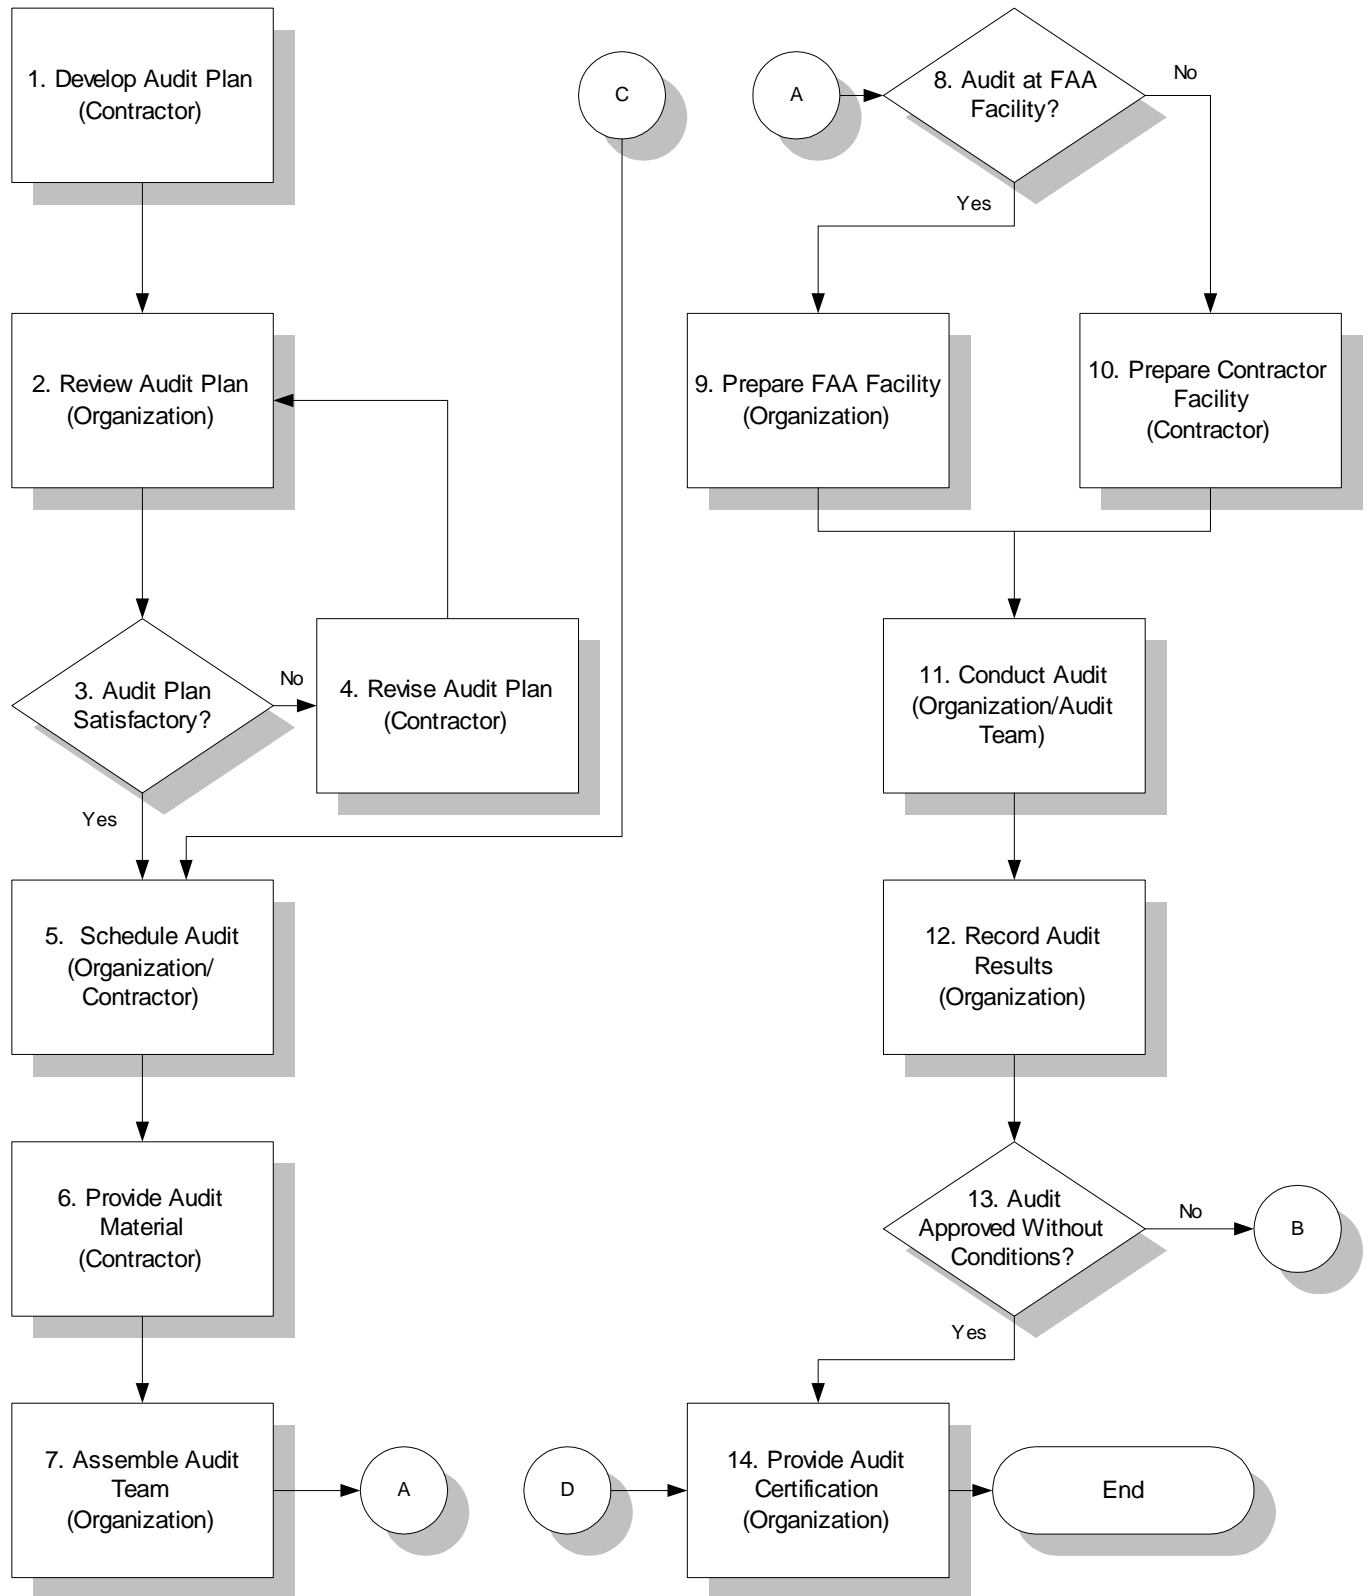 1. Develop Audit Plan
(Contractor)
2. Review Audit Plan
(Organization)
3. Audit Plan
Satisfactory?
No
4. Revise Audit Plan
(Contractor)
Yes
C
5. Schedule Audit
(Organization/
Contractor)
6. Provide Audit
Material
(Contractor)
7. Assemble Audit
Team
(Organization)
A
A
8. Audit at FAA
Facility?
No
Yes
9. Prepare FAA Facility
(Organization)
10. Prepare Contractor
Facility
(Contractor)
11. Conduct Audit
(Organization/Audit
Team)
12. Record Audit
Results
(Organization)
13. Audit
Approved Without
Conditions?
No
B
Yes
D
14. Provide Audit
Certification
(Organization)
End